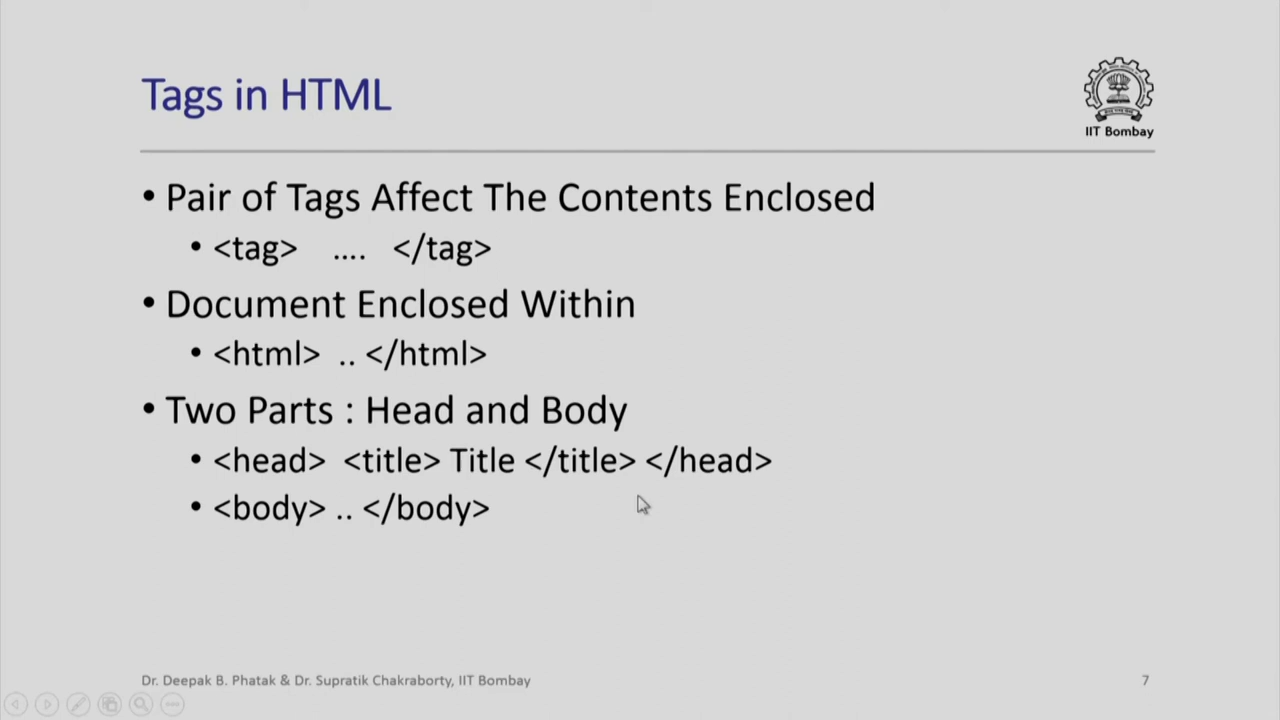 Tags in HTML
IIT Bombay
• Pair of Tags Affect The Contents Enclosed
• <tag> .... </tag>
• Document Enclosed Within
• <html> .. </html>
• Two Parts : Head and Body
• <head> <title> Title </title> </head>
• <body> .. </body>
Dr. Deepak B. Phatak & Dr. Supratik Chakraborty, IIT Bombay
7